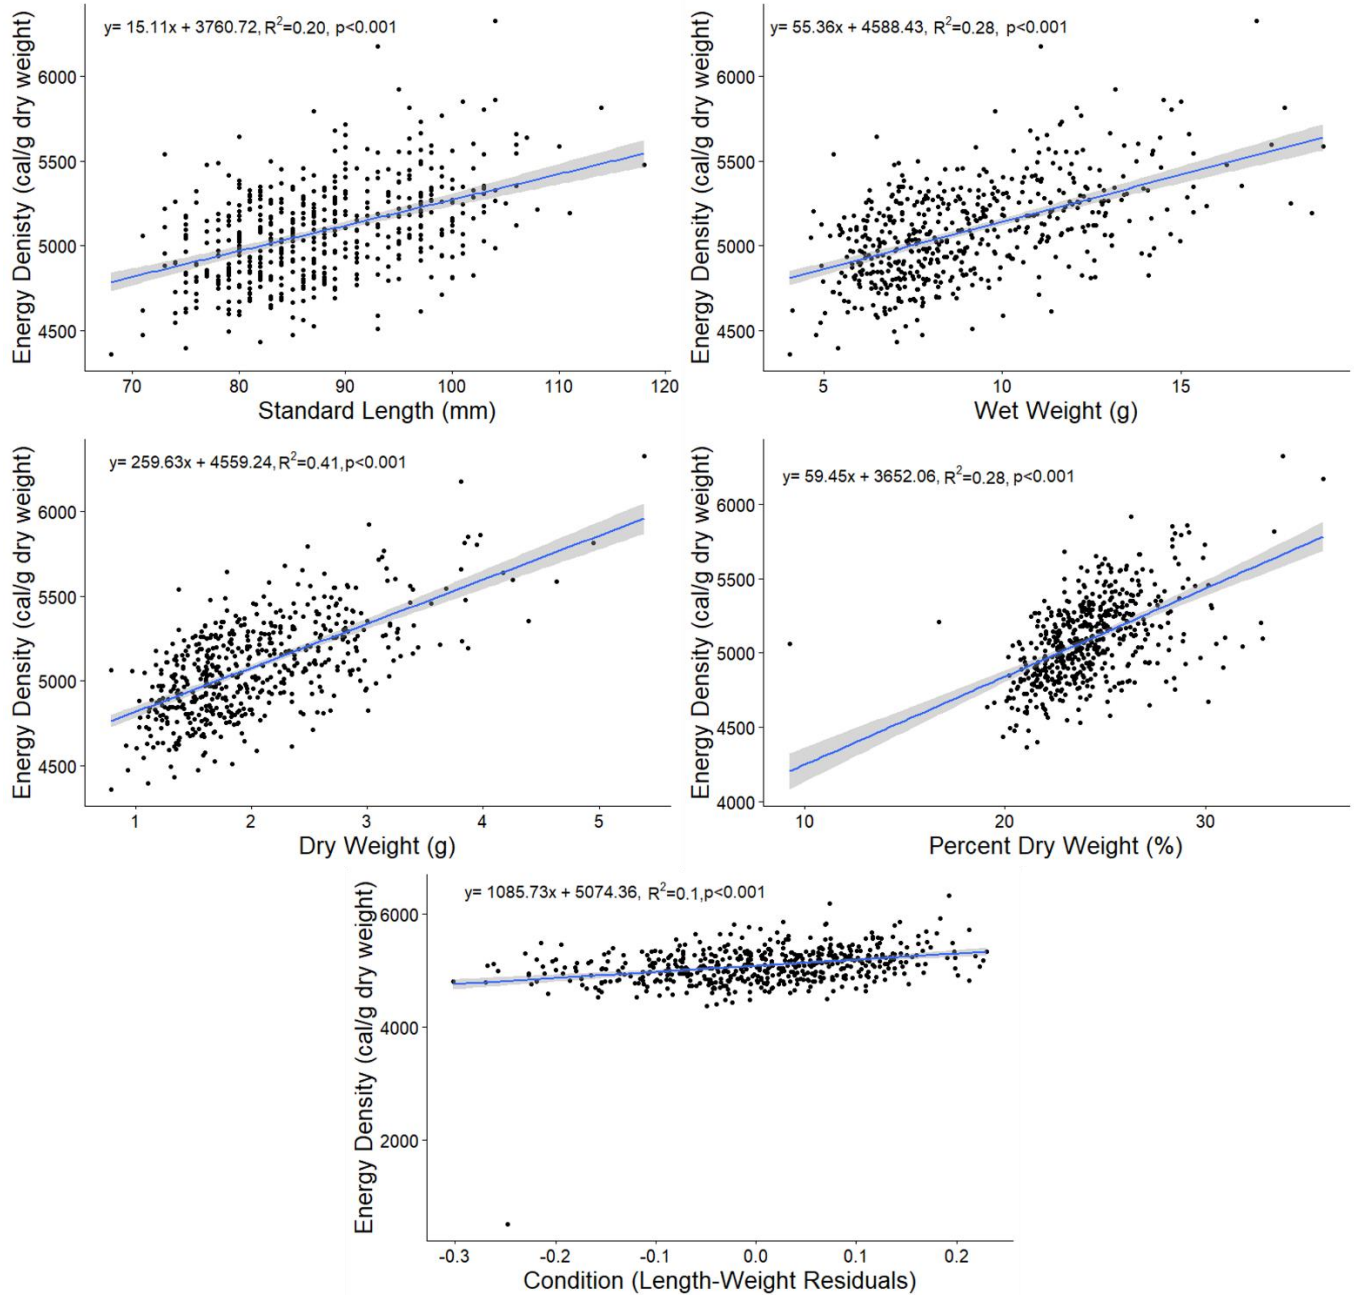 y= 15.11x + 3760.72, R²=0.20, p<0.001
Energy Denisty (cal/g dry weight)
6000
5500
5000
4500
70 80 90 100 110 120
Standard Length (mm)
y= 55.36x + 4588.43, R²=0.28, p<0.001
Energy Density (cal/g dry weight)
6000
5500
5000
4500
5 10 15
Wet Weight (g)
y= 259.63x + 4559.24, R²=0.41, p<0.001
Energy Density (cal/g dry weight)
6000
5500
5000
4500
1 2 3 4 5
Dry Weight (g)
y= 59.45x + 3652.06, R²=0.28, p<0.001
Energy Density (cal/g dry weight)
6000
5500
5000
4500
4000
10 20 30
Percent Dry Weight (%)
y= 1085.73x + 5074.36, R²=0.1,p<0.001
Energy Density (cal/g dry weight)
6000
4000
2000
-0.3 -0.2 -0.1 0.0 0.1 0.2
Condition (Length-Weight Residuals)